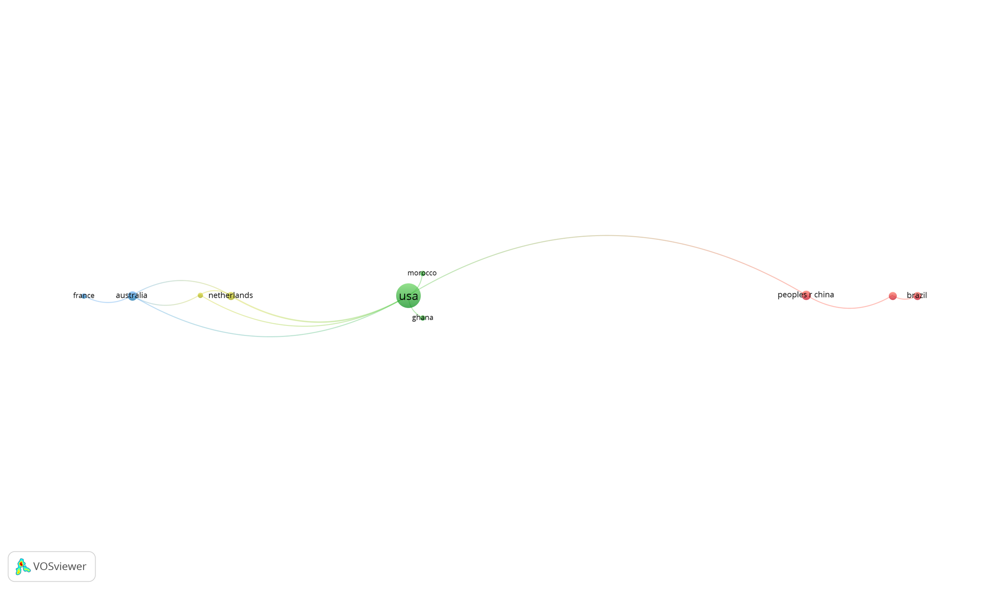 morocco
france
australia
netherlands
usa
peoples r china
brazil
ghana
VOSviewer